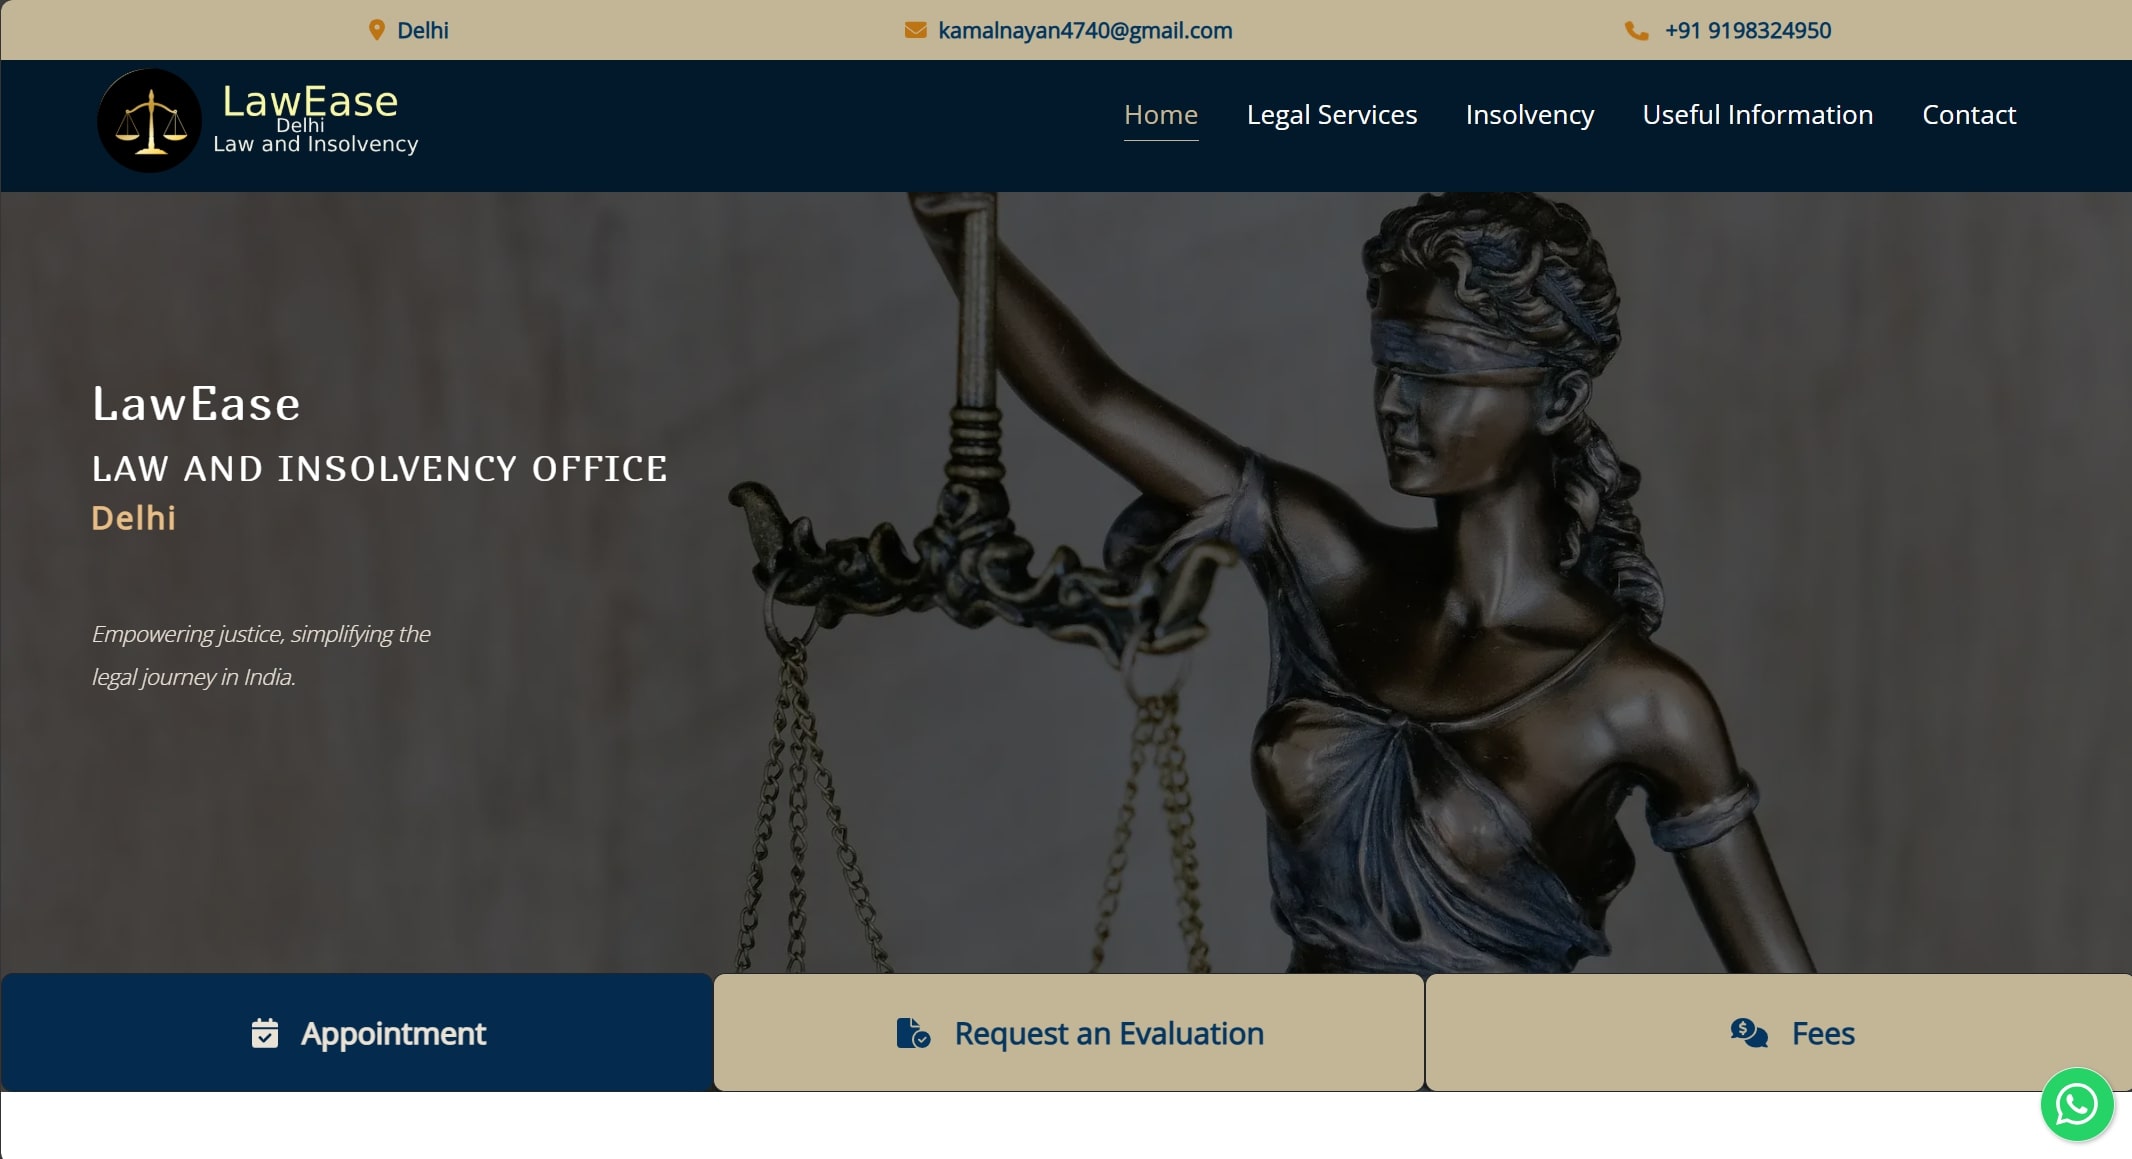 Delhi
kamalnayan4740@gmail.com
+91 9198324950
LawEase
Delhi
Law and Insolvency
Home
Legal Services
Insolvency
Useful Information
Contact
LawEase
LAW AND INSOLVENCY OFFICE
Delhi
Empowering justice, simplifying the
legal journey in India.
Appointment
Request an Evaluation
Fees